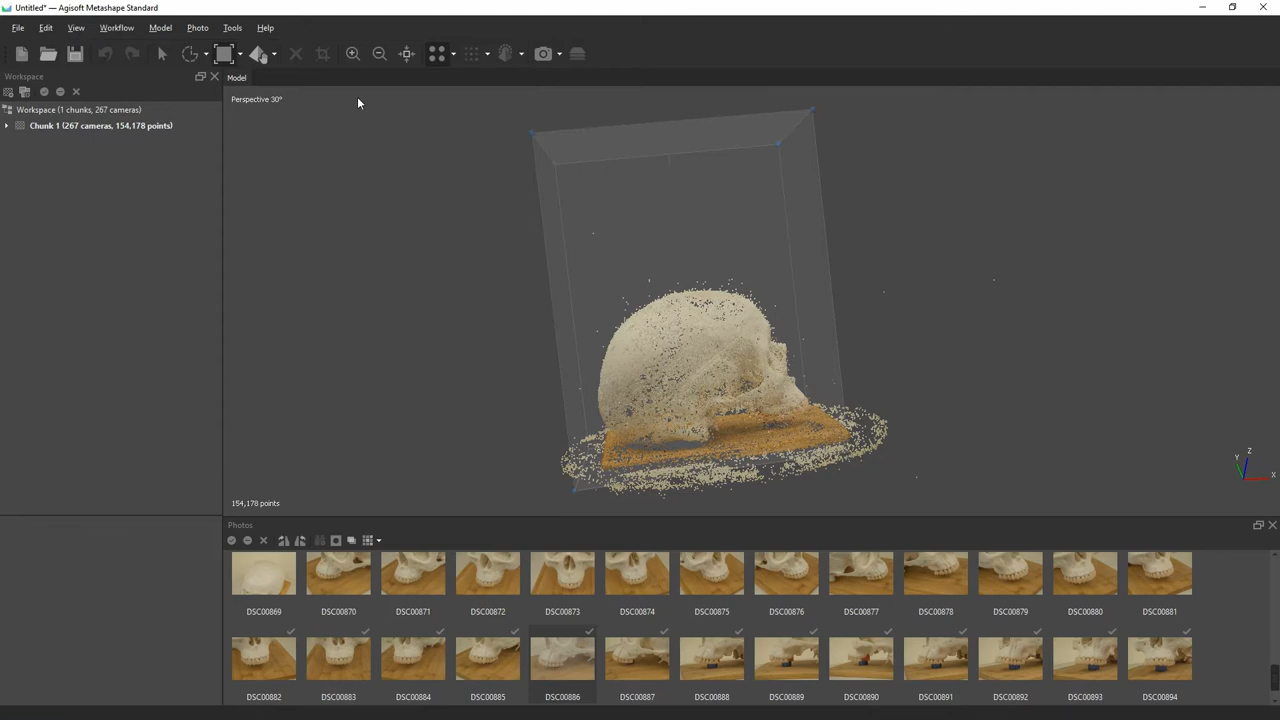 Untitled* — Agisoft Metashape Standard
File Edit View Workflow Model Photo Tools Help
Workspace
Model
Workspace (1 chunks, 267 cameras)
Chunk 1 (267 cameras, 154,178 points)
Perspective 30°
Y Z X
154,178 points
Photos
DSC00869 DSC00870 DSC00871 DSC00872 DSC00873 DSC00874 DSC00875 DSC00876 DSC00877 DSC00878 DSC00879 DSC00880 DSC00881
DSC00882 DSC00883 DSC00884 DSC00885 DSC00886 DSC00887 DSC00888 DSC00889 DSC00890 DSC00891 DSC00892 DSC00893 DSC00894